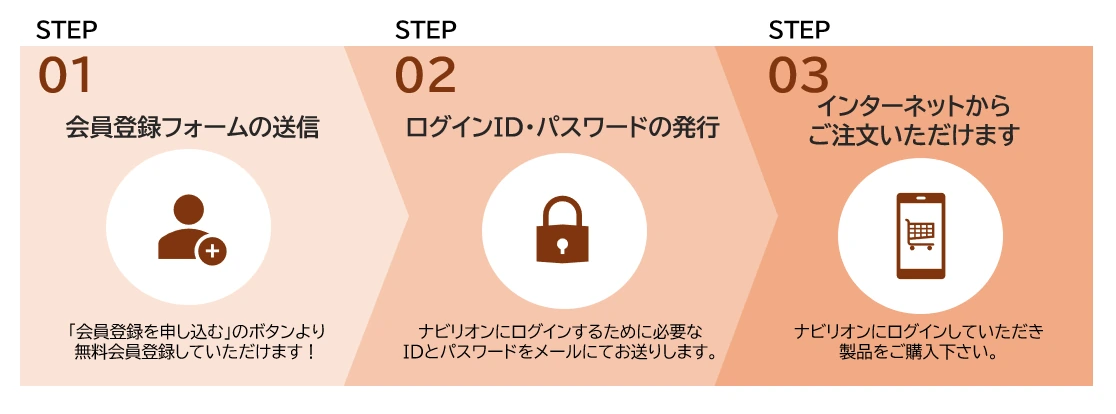 STEP
01
会員登録フォームの送信
「会員登録を申し込む」のボタンより
無料会員登録していただけます！
STEP
02
ログインID・パスワードの発行
ナビリオンにログインするために必要な
IDとパスワードをメールにてお送りします。
STEP
03
インターネットから
ご注文いただけます
ナビリオンにログインしていただき
製品をご購入下さい。